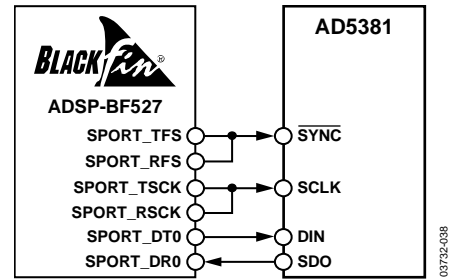 BLACKfin®
ADSP-BF527
AD5381
SPORT_TFS
SPORT_RFS
SPORT_TSCK
SPORT_RSCK
SPORT_DT0
SPORT_DR0
SYNC
SCLK
DIN
SDO
03732-038